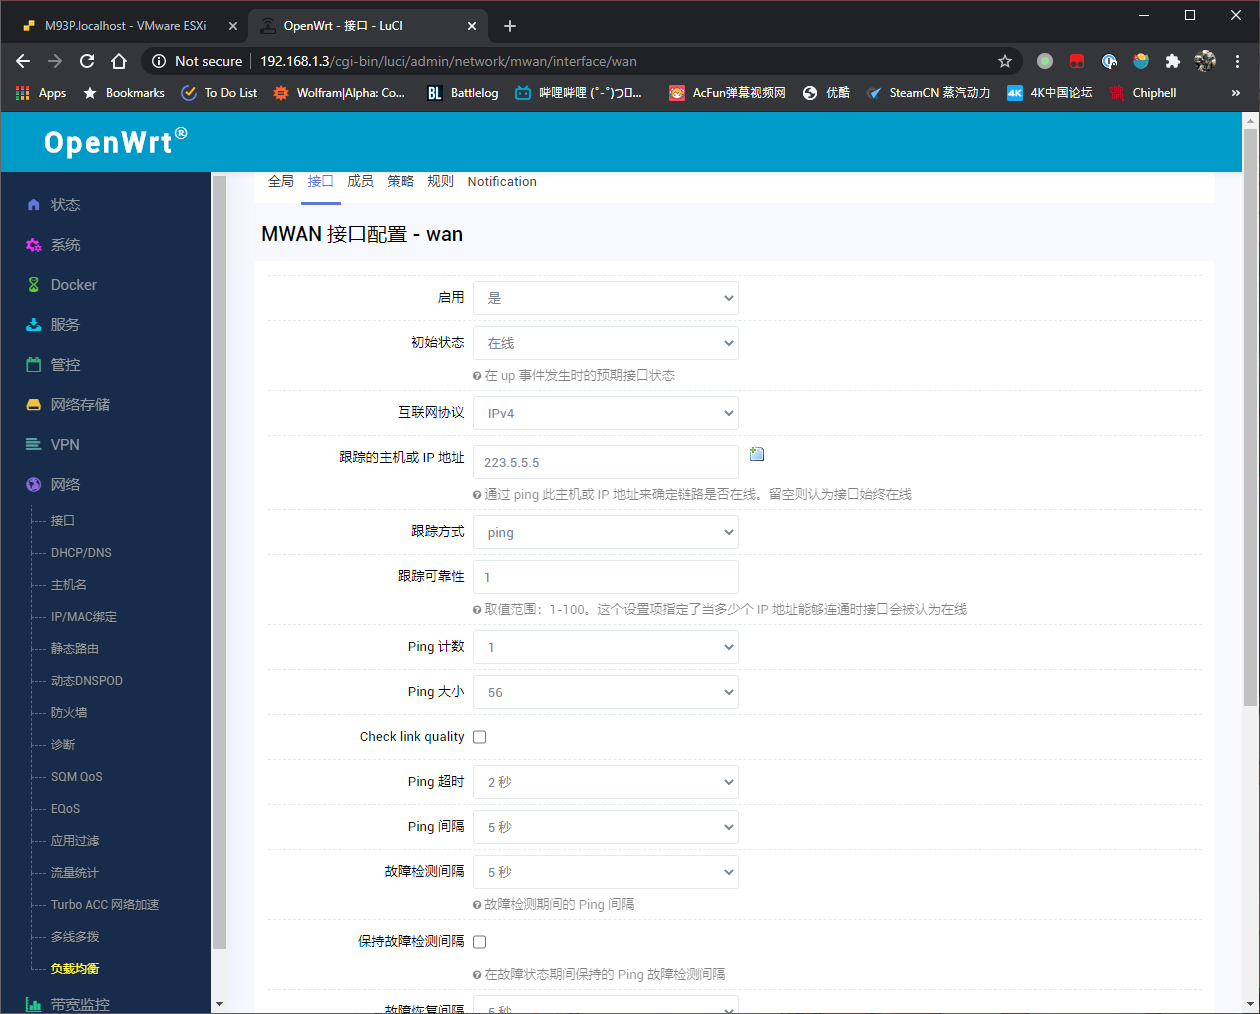 M93P.localhost - VMware ESXi
OpenWrt - 接口 - LuCI
Not secure
192.168.1.3/cgi-bin/luci/admin/network/mwan/interface/wan
Apps
Bookmarks
To Do List
Wolfram|Alpha: Co...
BL Battlelog
哔哩哔哩 (゜-゜)つロ...
AcFun弹幕视频网
优酷
SteamCN 蒸汽动力
4K 4K中国论坛
Chiphell
»
OpenWrt®
状态
系统
Docker
服务
管控
网络存储
VPN
网络
接口
DHCP/DNS
主机名
IP/MAC绑定
静态路由
动态DNSPOD
防火墙
诊断
SQM QoS
EQoS
应用过滤
流量统计
Turbo ACC 网络加速
多线多拨
负载均衡
带宽监控
全局 接口 成员 策略 规则 Notification
MWAN 接口配置 - wan
启用 是
初始状态 在线
在 up 事件发生时的预期接口状态
互联网协议 IPv4
跟踪的主机或 IP 地址 223.5.5.5
通过 ping 此主机或 IP 地址来确定链路是否在线。留空则认为接口始终在线
跟踪方式 ping
跟踪可靠性 1
取值范围：1-100。这个设置项指定了当多少个 IP 地址能够连通时接口会被认为在线
Ping 计数 1
Ping 大小 56
Check link quality
Ping 超时 2 秒
Ping 间隔 5 秒
故障检测间隔 5 秒
故障检测期间的 Ping 间隔
保持故障检测间隔
在故障状态期间保持的 Ping 故障检测间隔
故障恢复间隔 5 秒